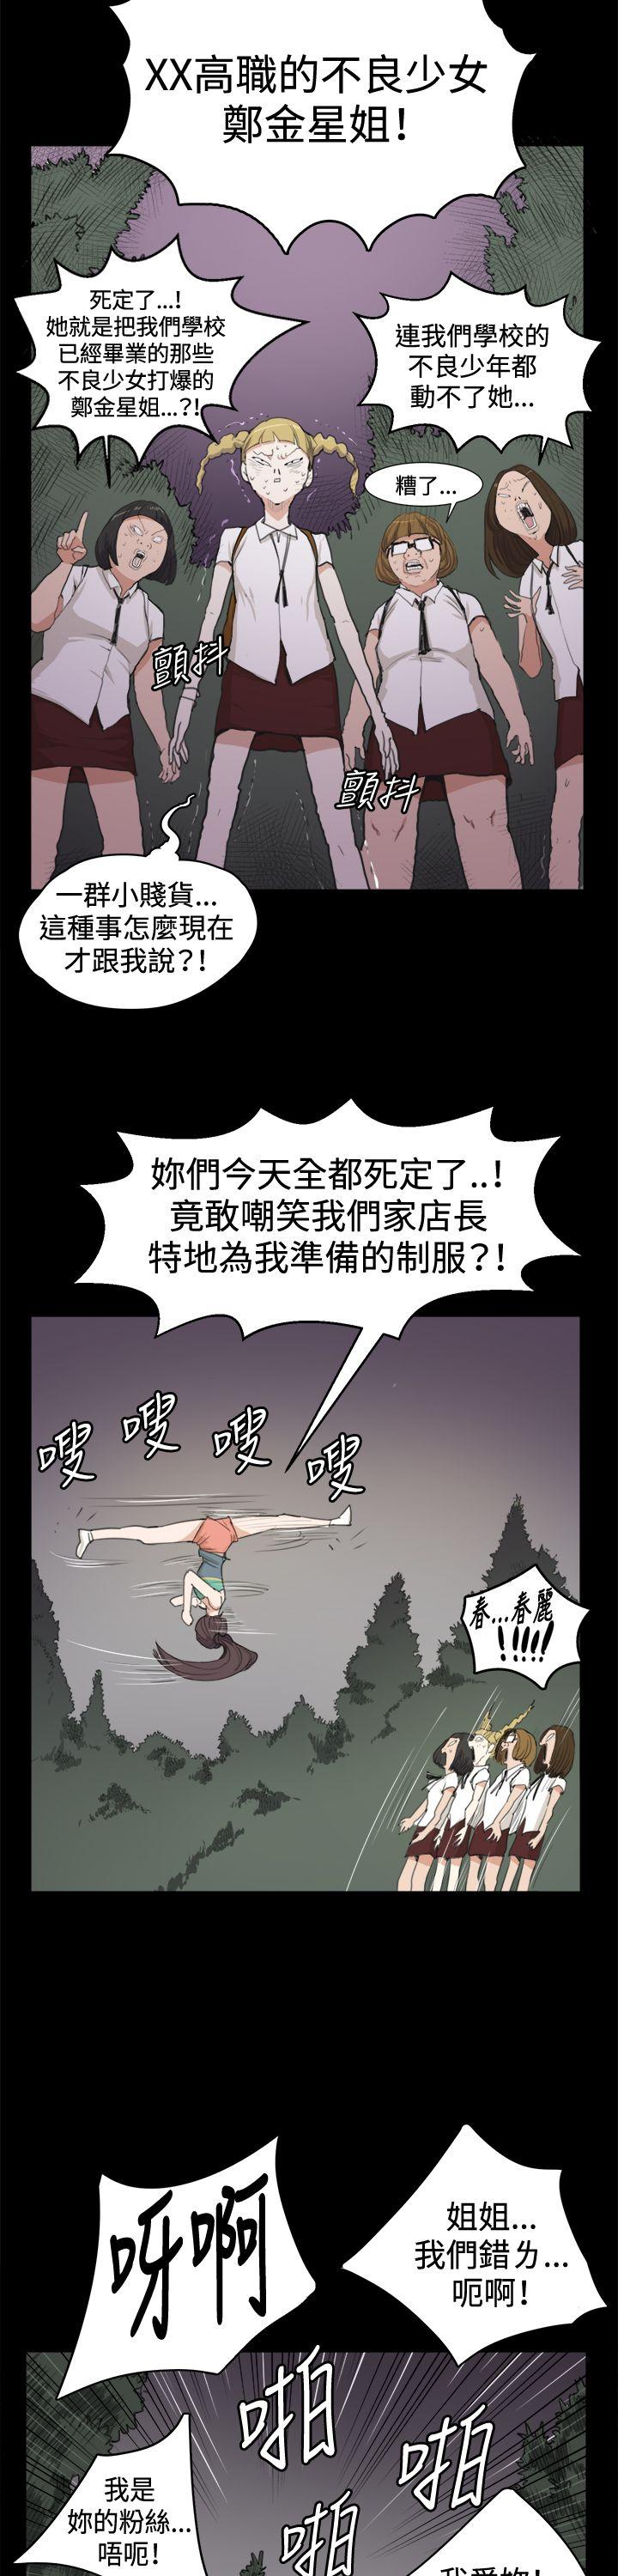 XX高職的不良少女
鄭金星姐！
死定了...！
她就是把我們學校
已經畢業的那些
不良少女打爆的
鄭金星姐...？！
連我們學校的
不良少年都
動不了她...
糟了...
顫抖
顫抖
一群小賤貨...
這種事怎麼現在
才跟我說？！
妳們今天全都死定了..！
竟敢嘲笑我們家店長
特地為我準備的制服？！
嗖
嗖
嗖
嗖
春...春麗
！！！！！
呀啊
姐姐...
我們錯ㄌ...
呃啊！
啪
啪
啪
我是
妳的粉絲...
唔呃！
我愛妳！